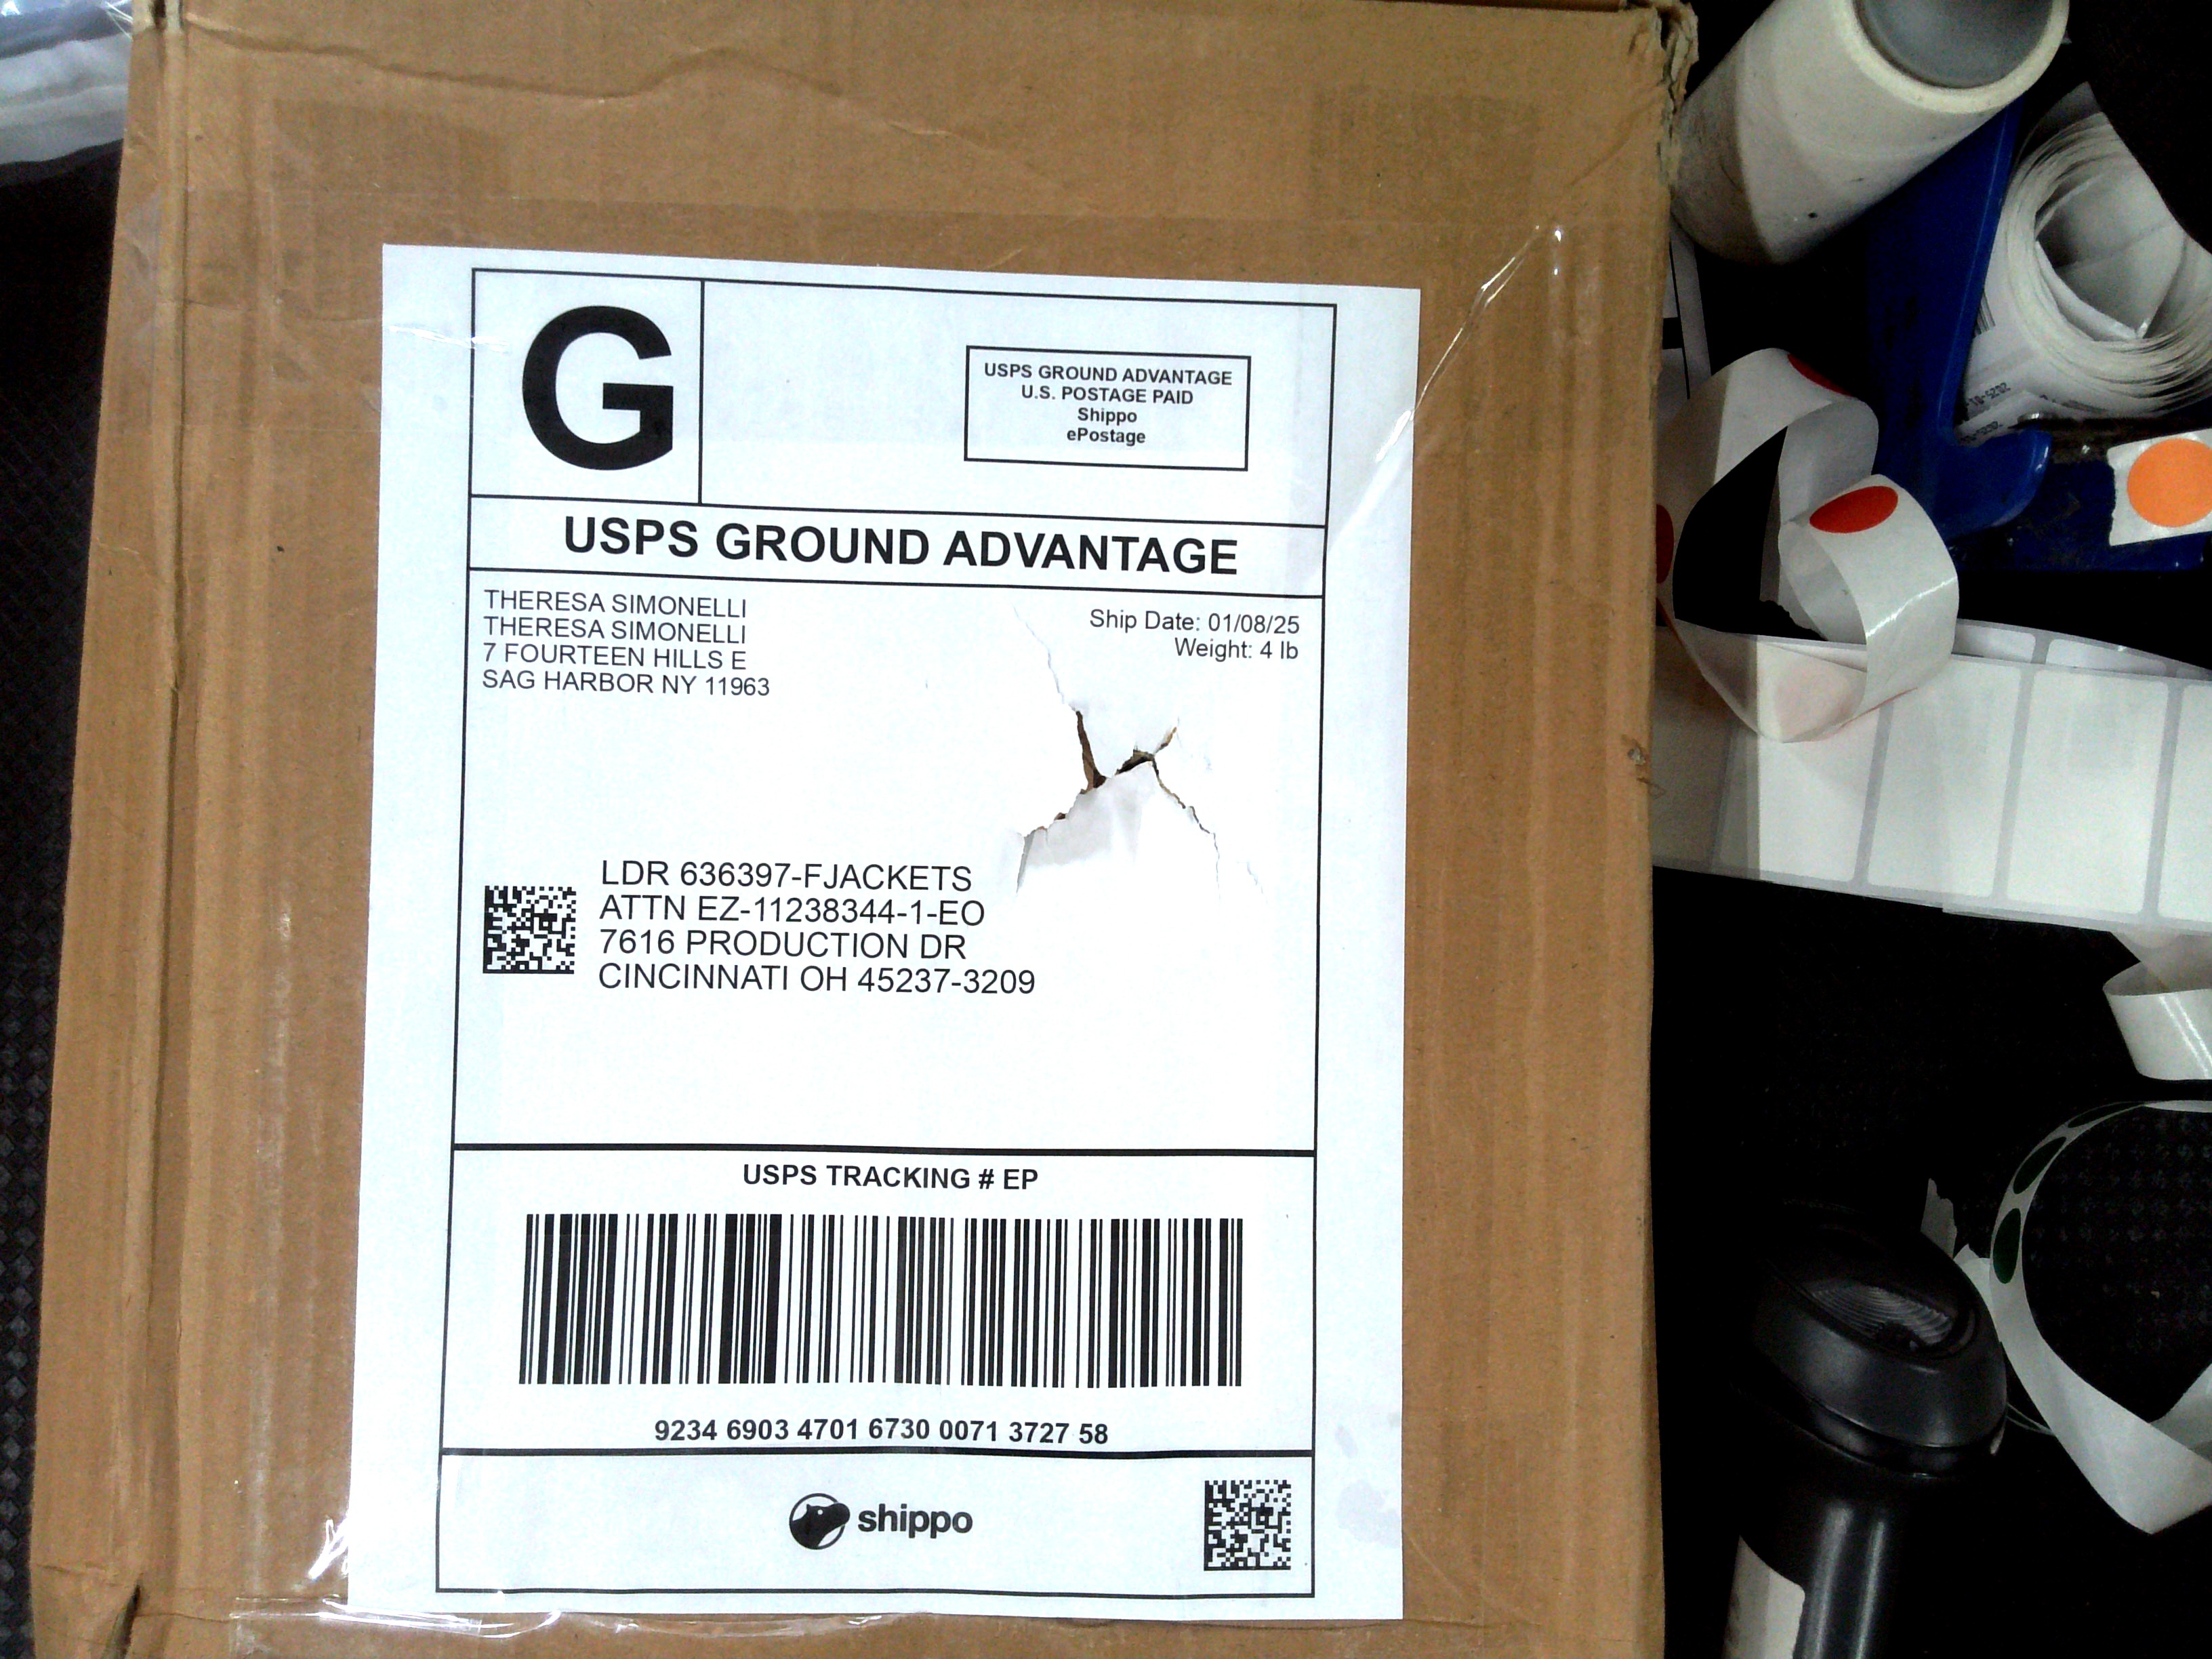 G
USPS GROUND ADVANTAGE
U.S. POSTAGE PAID
Shippo
ePostage
USPS GROUND ADVANTAGE
THERESA SIMONELLI
THERESA SIMONELLI
7 FOURTEEN HILLS E
SAG HARBOR NY 11963
Ship Date: 01/08/25
Weight: 4 lb
LDR 636397-FJACKETS
ATTN EZ-11238344-1-EO
7616 PRODUCTION DR
CINCINNATI OH 45237-3209
USPS TRACKING # EP
9234 6903 4701 6730 0071 3727 58
shippo